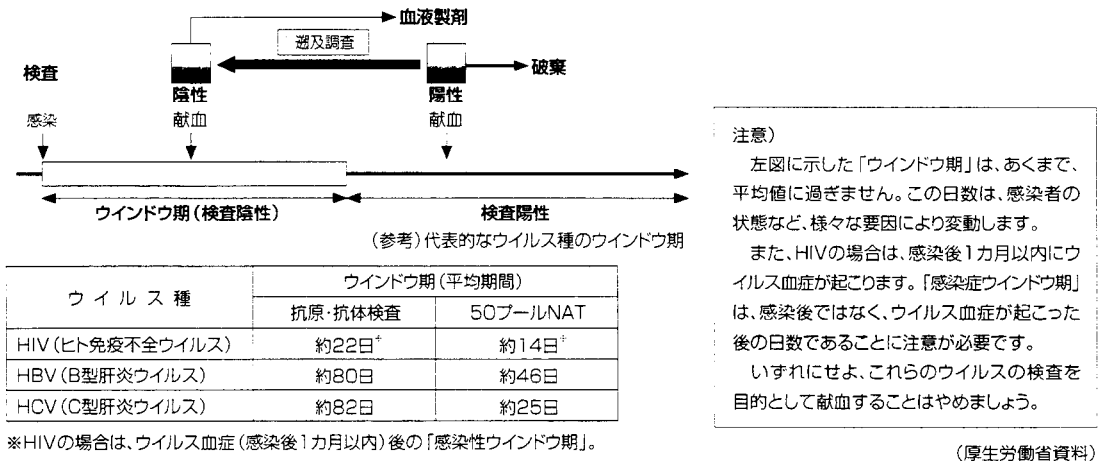 血液製剤
遡及調査
検査
破棄
陰性
陽性
感染
献血
献血
ウインドウ期(検査陰性)
検査陽性
(参考)代表的なウイルス種のウインドウ期
ウイルス種
ウインドウ期(平均期間)
抗原・抗体検査
50プールNAT
HIV(ヒト免疫不全ウイルス) 約22日※ 約14日※
HBV(B型肝炎ウイルス) 約80日 約46日
HCV(C型肝炎ウイルス) 約82日 約25日
※HIVの場合は、ウイルス血症(感染後1カ月以内)後の「感染性ウインドウ期」。
注意)
左図に示した「ウインドウ期」は、あくまで、
平均値に過ぎません。この日数は、感染者の
状態など、様々な要因により変動します。
また、HIVの場合は、感染後1カ月以内にウ
イルス血症が起こります。「感染症ウインドウ期」
は、感染後ではなく、ウイルス血症が起こった
後の日数であることに注意が必要です。
いずれにせよ、これらのウイルスの検査を
目的として献血することはやめましょう。
(厚生労働省資料)